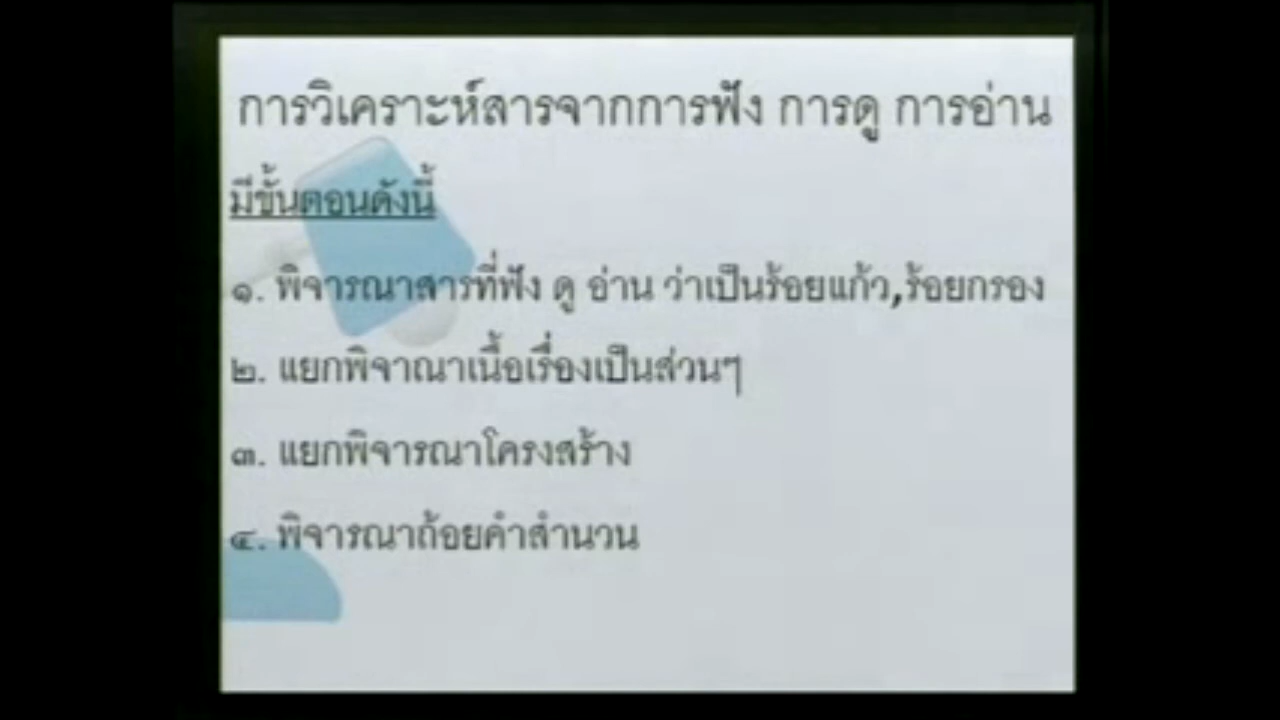 การวิเคราะห์สารจากการฟัง การดู การอ่าน
มีขั้นตอนดังนี้
๑. พิจารณาสารที่ฟัง ดู อ่าน ว่าเป็นร้อยแก้ว,ร้อยกรอง
๒. แยกพิจาณาเนื้อเรื่องเป็นส่วนๆ
๓. แยกพิจารณาโครงสร้าง
๔. พิจารณาถ้อยคำสำนวน